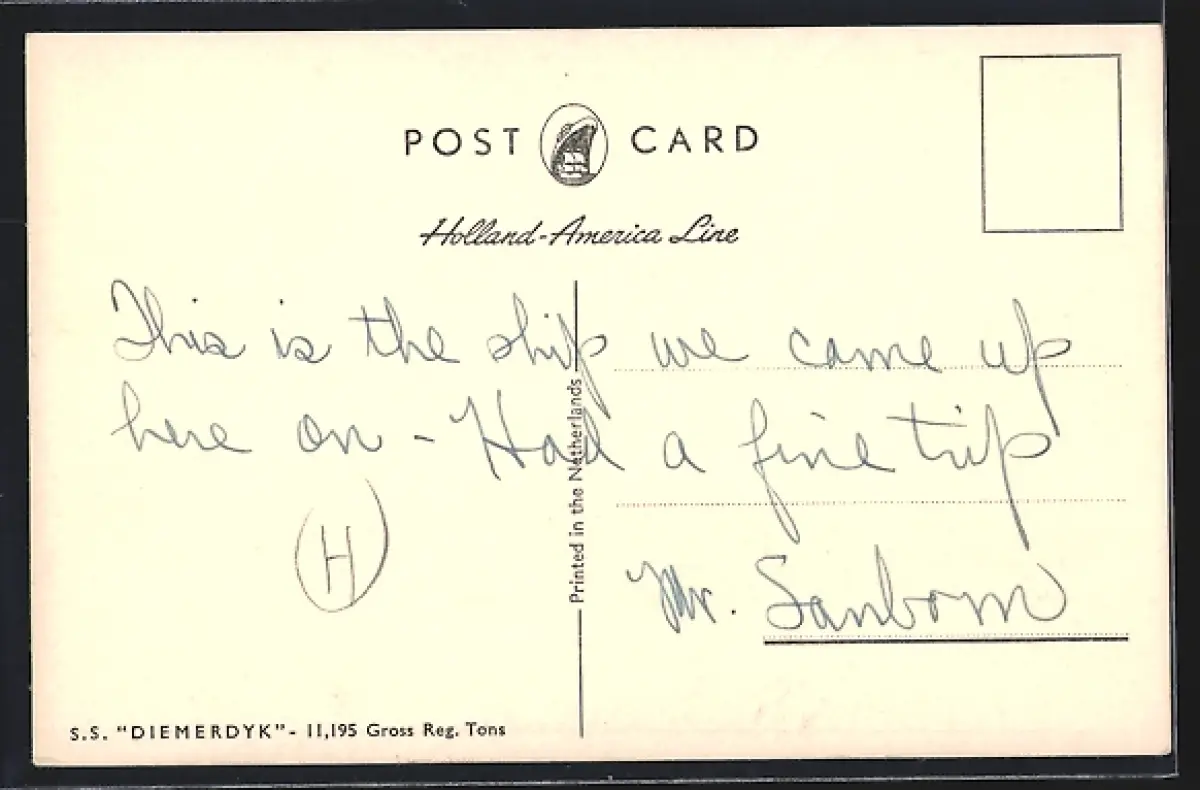 POST CARD
Holland-America Line
This is the ship we came up
here on - Had a fine trip
Mr. Sanborn
H
Printed in the Netherlands
S.S. "DIEMERDYK"- 11,195 Gross Reg. Tons